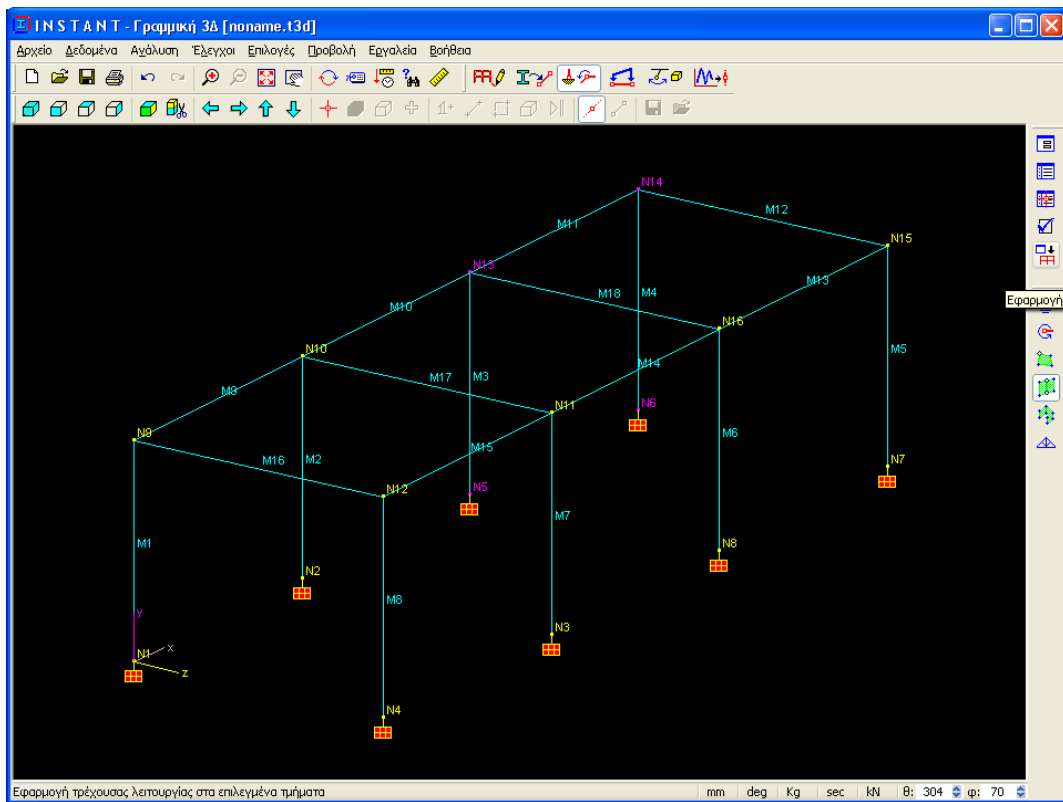 INSTANT - Γραμμική 3Δ [noname.t3d]
Αρχείο Δεδομένα Ανάλυση Έλεγχοι Επιλογές Προβολή Εργαλεία Βοήθεια
N14
M12
M11
N15
N13
M13
M18 M4
M10
N16
N10
M14
M5
M17 M3
M9
N11
N6
N9
M6
M15
M16 M2
N7
N12
N5
M7
M1
N8
N2
M8
Y
N3
X
N1
Z
N4
Εφαρμογή
Εφαρμογή τρέχουσας λειτουργίας στα επιλεγμένα τμήματα mm deg Kg sec kN θ: 304 φ: 70